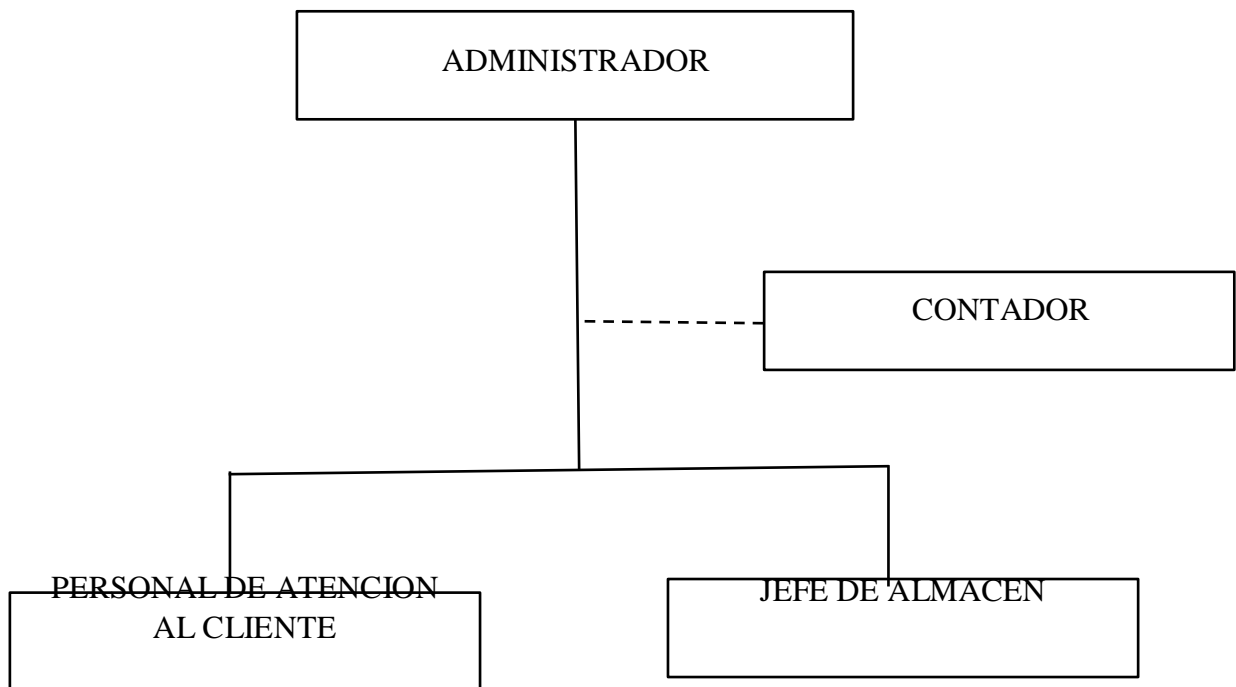 ADMINISTRADOR
CONTADOR
PERSONAL DE ATENCION
AL CLIENTE
JEFE DE ALMACEN